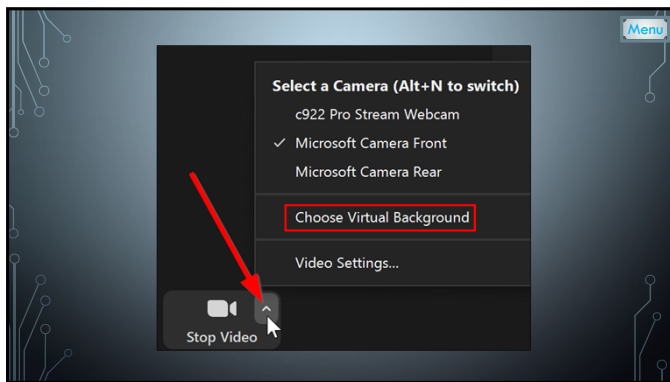 Menu
Select a Camera (Alt+N to switch)
c922 Pro Stream Webcam
Microsoft Camera Front
Microsoft Camera Rear
Choose Virtual Background
Video Settings...
Stop Video